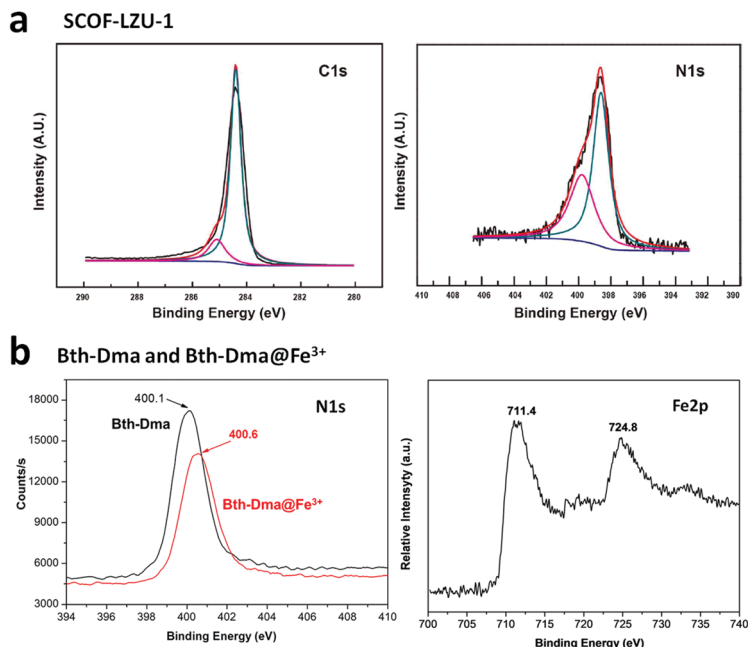 a SCOF-LZU-1
C1s
Intensity (A.U.)
290 288 286 284 282 280
Binding Energy (eV)
N1s
Intensity (A.U.)
410 408 406 404 402 400 398 396 394 392 390
Binding Energy (eV)
b Bth-Dma and Bth-Dma@Fe³⁺
N1s
400.1
Bth-Dma
400.6
Bth-Dma@Fe³⁺
Counts/s
18000
15000
12000
9000
6000
3000
394 396 398 400 402 404 406 408 410
Binding Energy (eV)
Fe2p
711.4
724.8
Relative Intensyty (a.u.)
700 705 710 715 720 725 730 735 740
Binding Energy (eV)